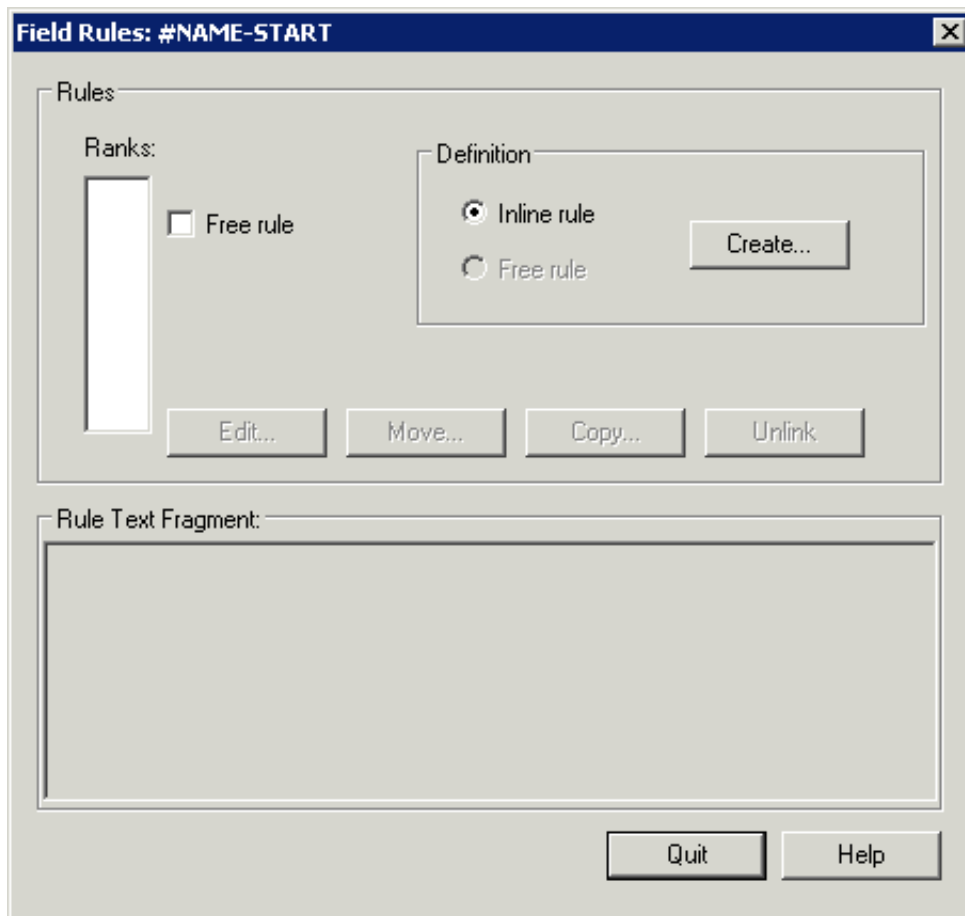 Field Rules: #NAME-START
Rules
Ranks:
Free rule
Definition
Inline rule
Free rule
Create...
Edit...
Move...
Copy...
Unlink
Rule Text Fragment:
Quit
Help